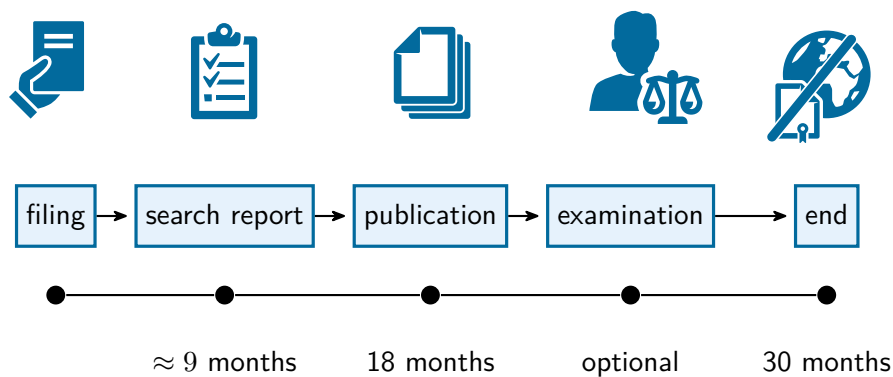 filing search report publication examination end
≈ 9 months 18 months optional 30 months